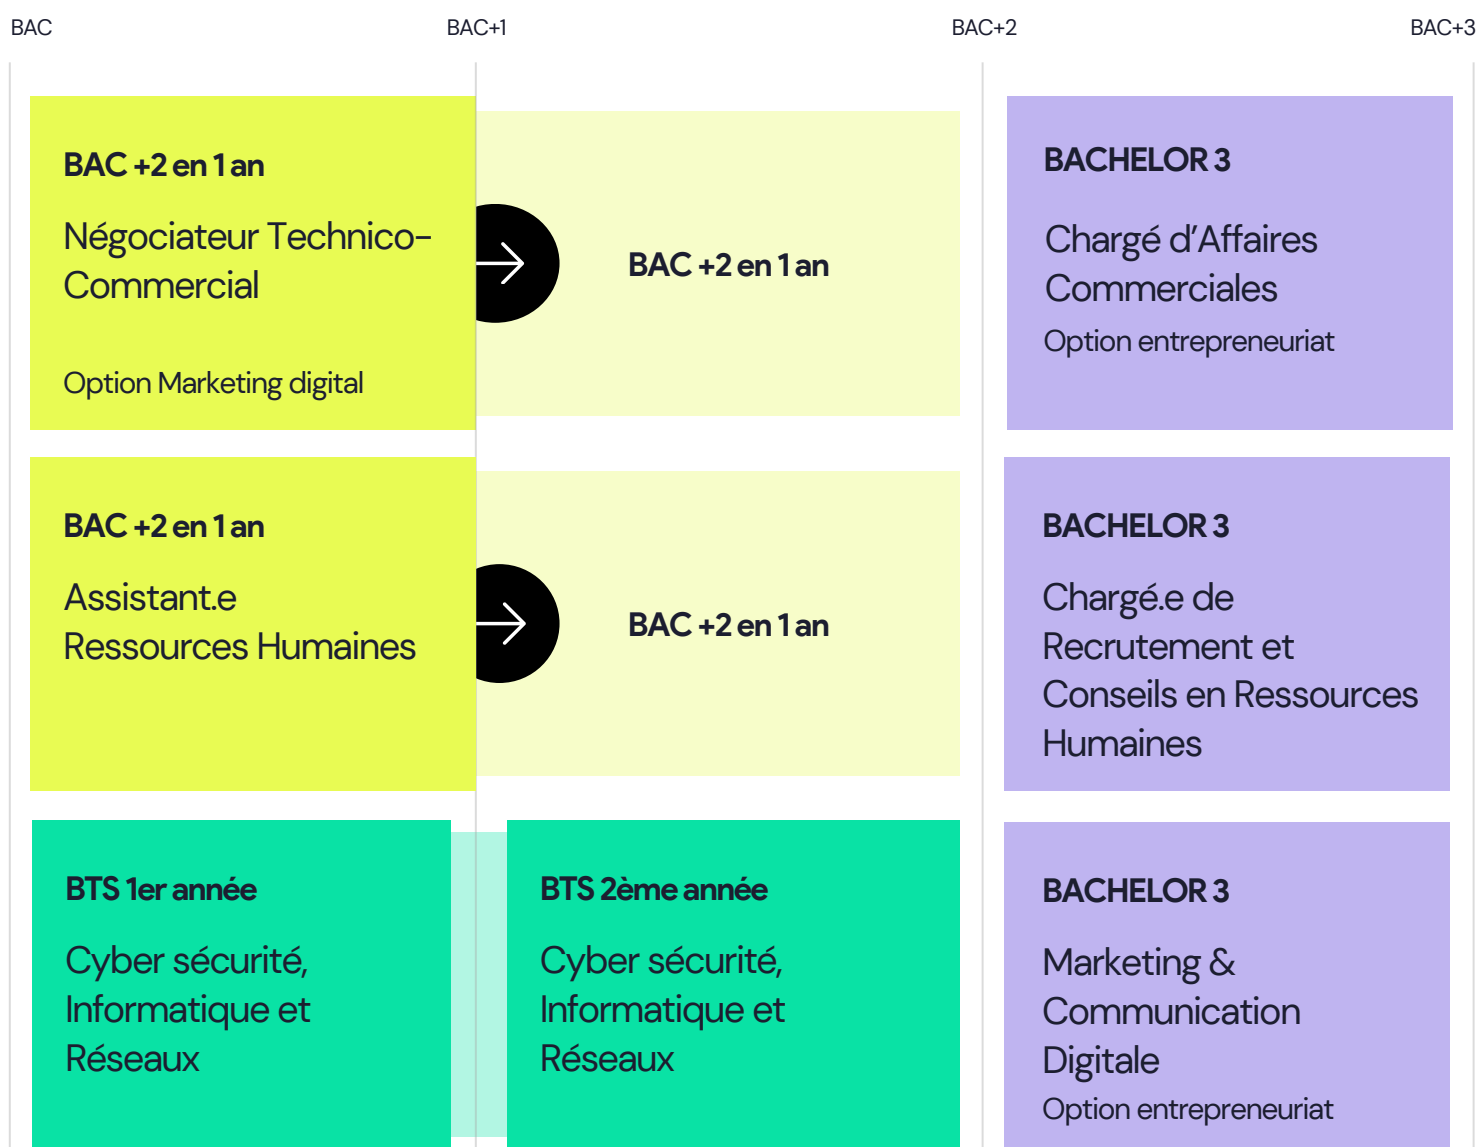 BAC
BAC+1
BAC+2
BAC+3
BAC +2 en 1 an
Négociateur Technico-
Commercial
Option Marketing digital
BAC +2 en 1 an
BACHELOR 3
Chargé d'Affaires
Commerciales
Option entrepreneuriat
BAC +2 en 1 an
Assistant.e
Ressources Humaines
BAC +2 en 1 an
BACHELOR 3
Chargé.e de
Recrutement et
Conseils en Ressources
Humaines
BTS 1er année
Cyber sécurité,
Informatique et
Réseaux
BTS 2ème année
Cyber sécurité,
Informatique et
Réseaux
BACHELOR 3
Marketing &
Communication
Digitale
Option entrepreneuriat